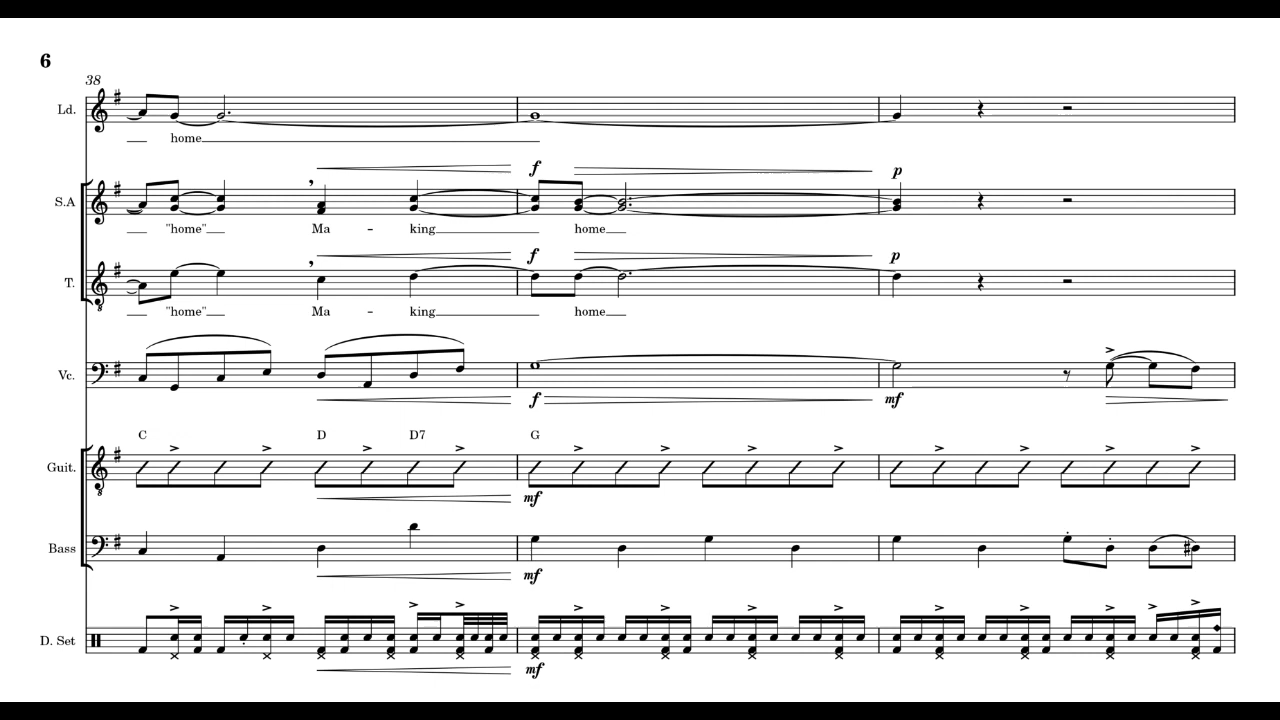 6
38
Ld.
home
f p
S.A
"home" Ma - king home
f p
T.
"home" Ma - king home
Vc.
f mf
C D D7 G
Guit.
mf
Bass
mf
D. Set
mf